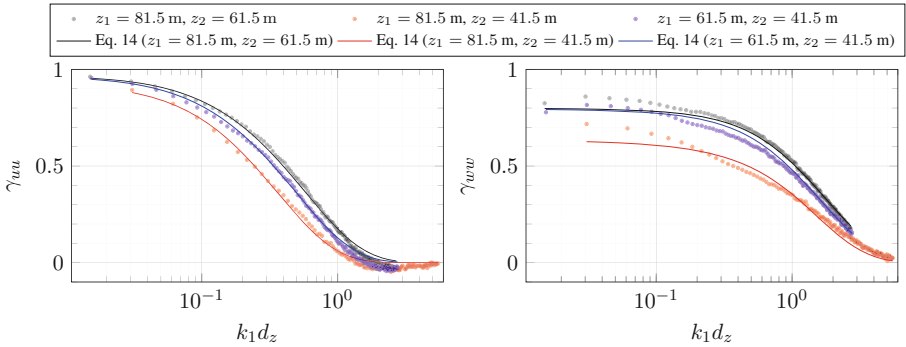 z₁ = 81.5 m, z₂ = 61.5 m z₁ = 81.5 m, z₂ = 41.5 m z₁ = 61.5 m, z₂ = 41.5 m
Eq. 14 (z₁ = 81.5 m, z₂ = 61.5 m) Eq. 14 (z₁ = 81.5 m, z₂ = 41.5 m) Eq. 14 (z₁ = 61.5 m, z₂ = 41.5 m)
1
0.5
0
γuu
10⁻¹ 10⁰
k₁dz
1
0.5
0
γww
10⁻¹ 10⁰
k₁dz